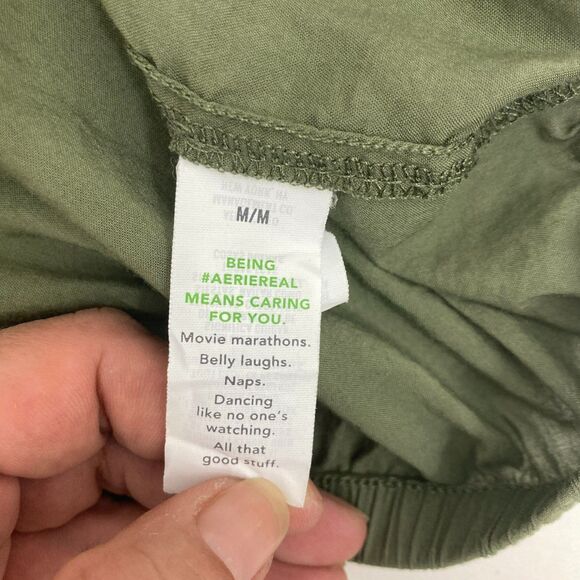 M/M
BEING
#AERIEREAL
MEANS CARING
FOR YOU.
Movie marathons.
Belly laughs.
Naps.
Dancing
like no one's
watching.
All that
good stuff.